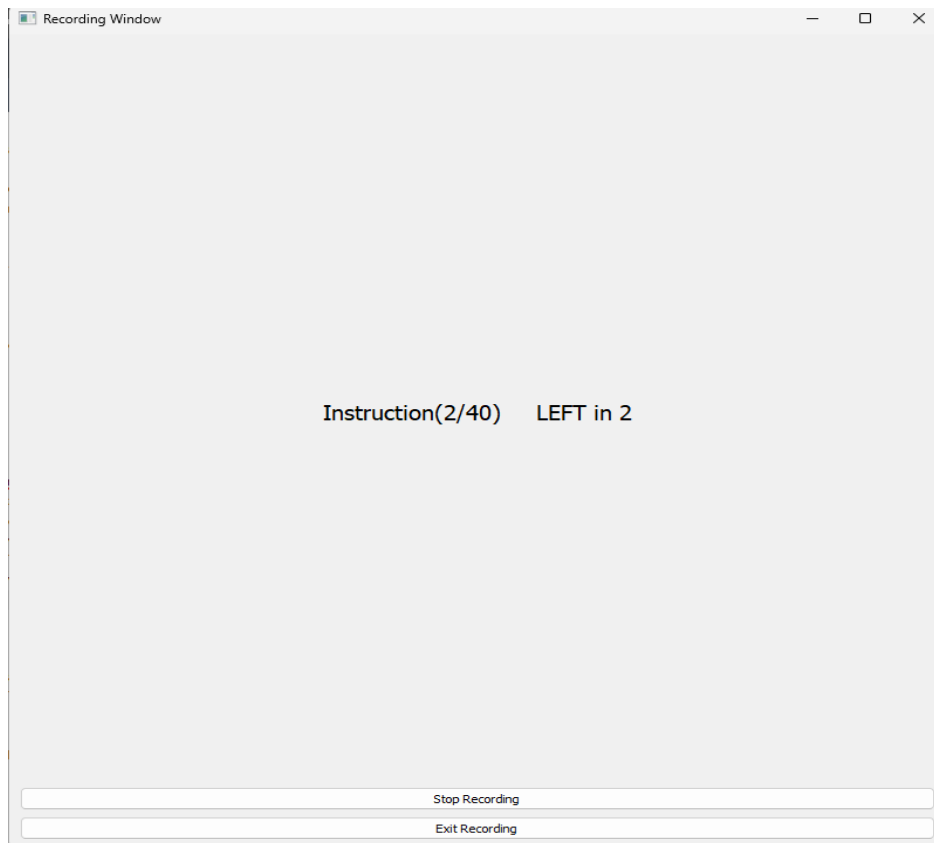 Recording Window
Instruction(2/40) LEFT in 2
Stop Recording
Exit Recording